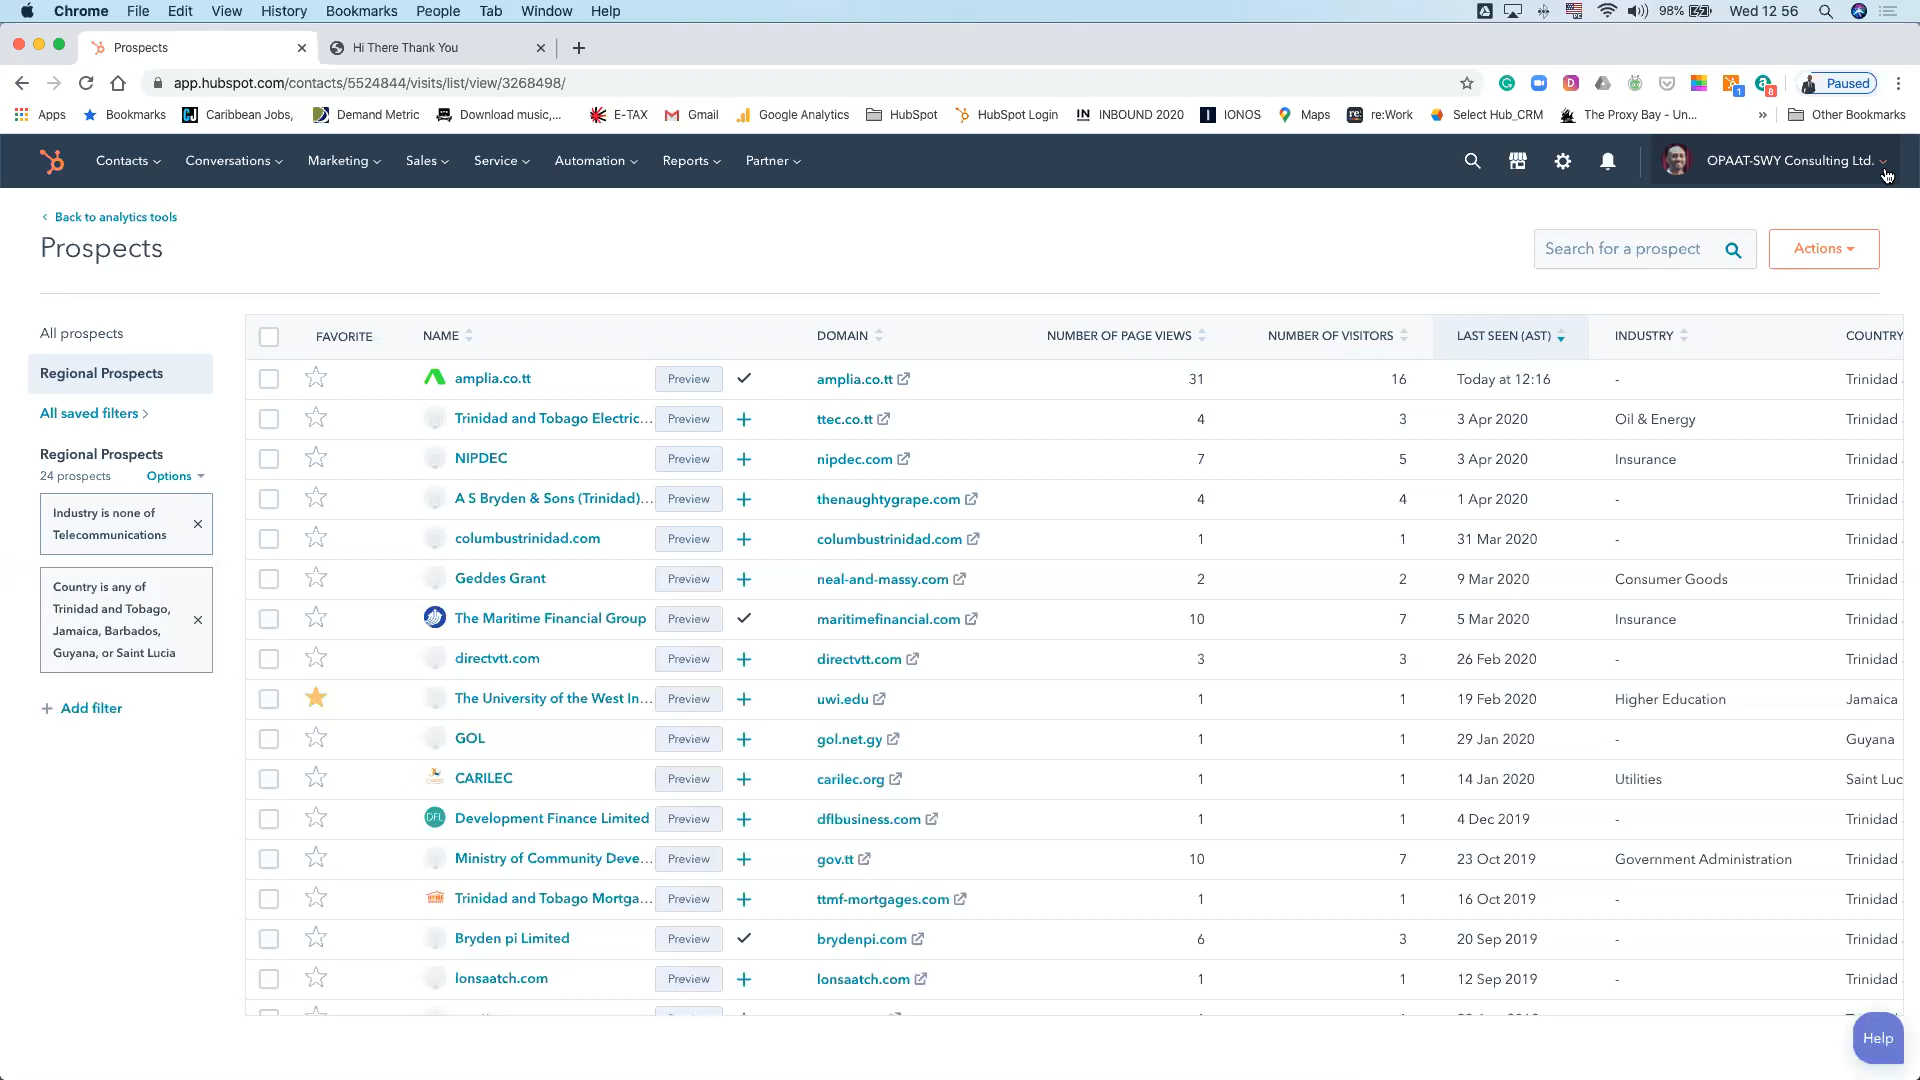 Chrome File Edit View History Bookmarks People Tab Window Help 98% Wed 12 56
Prospects Hi There Thank You
app.hubspot.com/contacts/5524844/visits/list/view/3268498/ 1 8 Paused
Apps Bookmarks CJ Caribbean Jobs, Demand Metric Download music,... E-TAX Gmail Google Analytics HubSpot HubSpot Login IN INBOUND 2020 IONOS Maps re: re:Work Select Hub_CRM The Proxy Bay - Un... » Other Bookmarks
Contacts Conversations Marketing Sales Service Automation Reports Partner OPAAT-SWY Consulting Ltd.
Back to analytics tools
Prospects
Search for a prospect Actions
All prospects
Regional Prospects
All saved filters
Regional Prospects
24 prospects Options
Industry is none of
Telecommunications
Country is any of
Trinidad and Tobago,
Jamaica, Barbados,
Guyana, or Saint Lucia
+ Add filter
FAVORITE NAME DOMAIN NUMBER OF PAGE VIEWS NUMBER OF VISITORS LAST SEEN (AST) INDUSTRY COUNTRY
amplia.co.tt Preview amplia.co.tt 31 16 Today at 12:16 - Trinidad
Trinidad and Tobago Electric... Preview + ttec.co.tt 4 3 3 Apr 2020 Oil & Energy Trinidad
NIPDEC Preview + nipdec.com 7 5 3 Apr 2020 Insurance Trinidad
A S Bryden & Sons (Trinidad)... Preview + thenaughtygrape.com 4 4 1 Apr 2020 - Trinidad
columbustrinidad.com Preview + columbustrinidad.com 1 1 31 Mar 2020 - Trinidad
Geddes Grant Preview + neal-and-massy.com 2 2 9 Mar 2020 Consumer Goods Trinidad
The Maritime Financial Group Preview maritimefinancial.com 10 7 5 Mar 2020 Insurance Trinidad
directvtt.com Preview + directvtt.com 3 3 26 Feb 2020 - Trinidad
The University of the West In... Preview + uwi.edu 1 1 19 Feb 2020 Higher Education Jamaica
GOL Preview + gol.net.gy 1 1 29 Jan 2020 - Guyana
CARILEC Preview + carilec.org 1 1 14 Jan 2020 Utilities Saint Luc
DFL Development Finance Limited Preview + dflbusiness.com 1 1 4 Dec 2019 - Trinidad
Ministry of Community Deve... Preview + gov.tt 10 7 23 Oct 2019 Government Administration Trinidad
Trinidad and Tobago Mortga... Preview + ttmf-mortgages.com 1 1 16 Oct 2019 - Trinidad
Bryden pi Limited Preview brydenpi.com 6 3 20 Sep 2019 - Trinidad
lonsaatch.com Preview + lonsaatch.com 1 1 12 Sep 2019 - Trinidad
Help